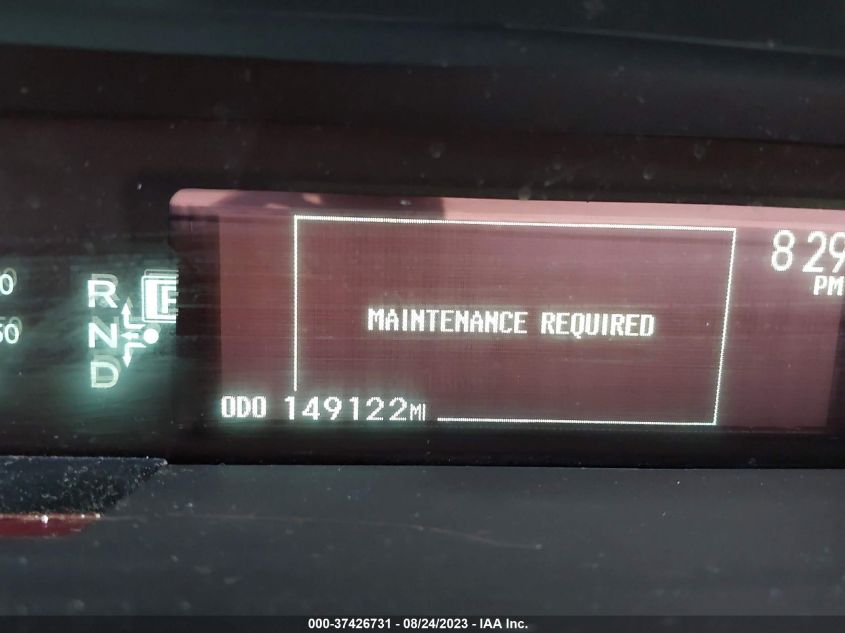 8 29
PM
R
N
D
MAINTENANCE REQUIRED
ODO 149122MI
000-37426731 - 08/24/2023 - IAA Inc.